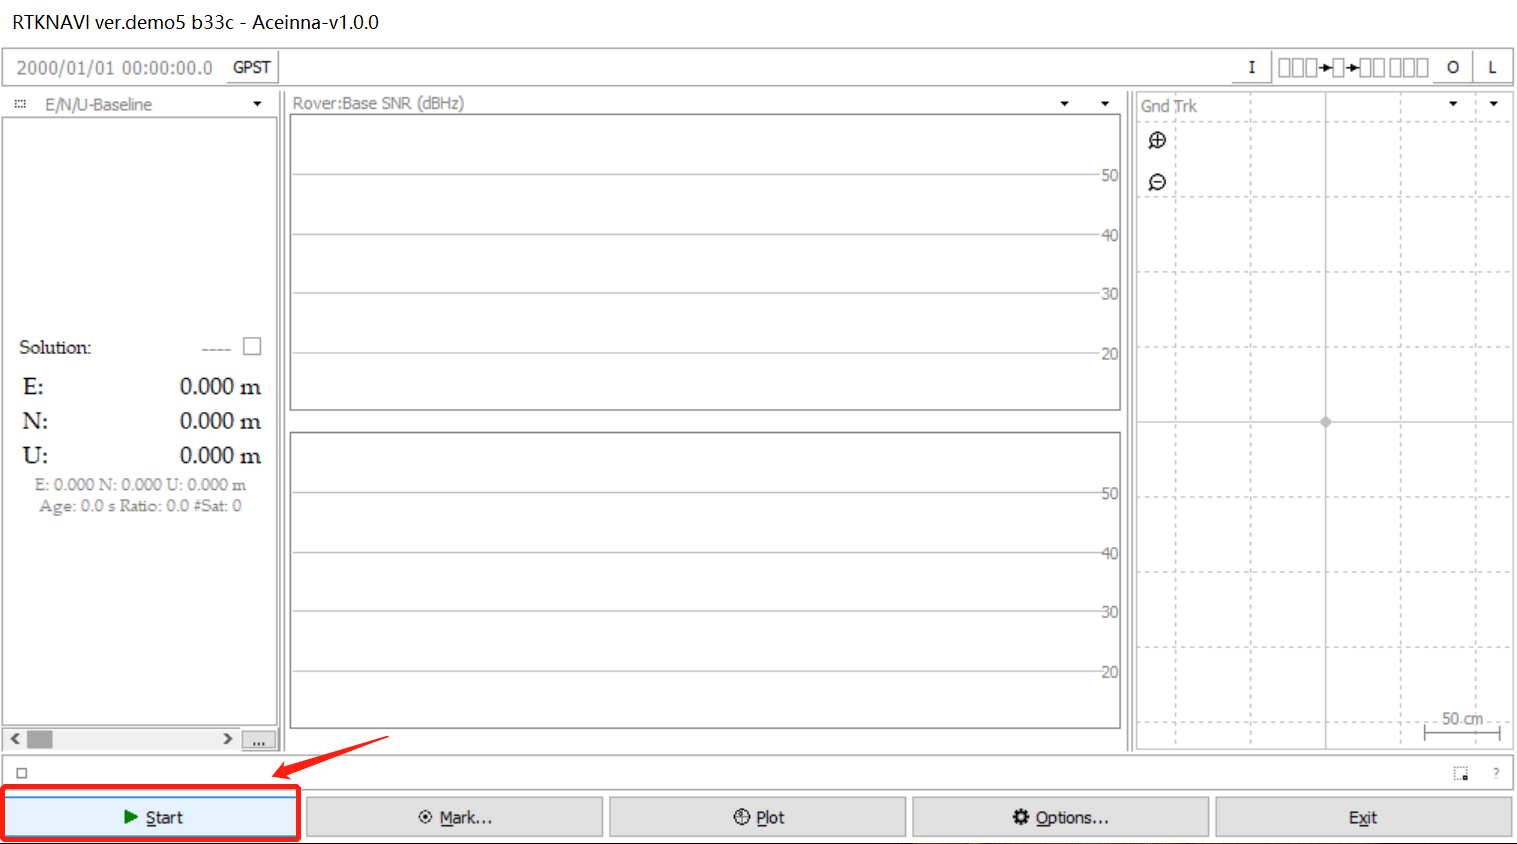 RTKNAVI ver.demo5 b33c - Aceinna-v1.0.0
2000/01/01 00:00:00.0 GPST
I O L
E/N/U-Baseline
Rover:Base SNR (dBHz)
Gnd Trk
50
40
30
20
Solution: ----
E: 0.000 m
N: 0.000 m
U: 0.000 m
E: 0.000 N: 0.000 U: 0.000 m
Age: 0.0 s Ratio: 0.0 #Sat: 0
50
40
30
20
50 cm
...
?
Start
Mark...
Plot
Options...
Exit